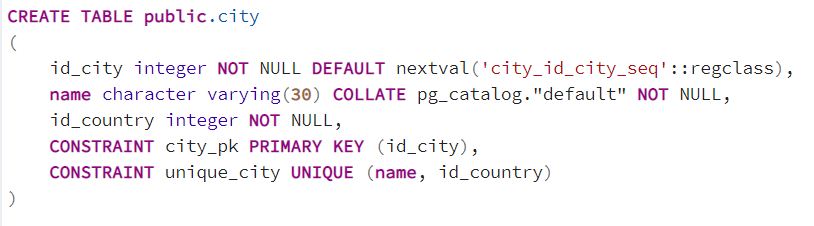 CREATE TABLE public.city
(
    id_city integer NOT NULL DEFAULT nextval('city_id_city_seq'::regclass),
    name character varying(30) COLLATE pg_catalog."default" NOT NULL,
    id_country integer NOT NULL,
    CONSTRAINT city_pk PRIMARY KEY (id_city),
    CONSTRAINT unique_city UNIQUE (name, id_country)
)